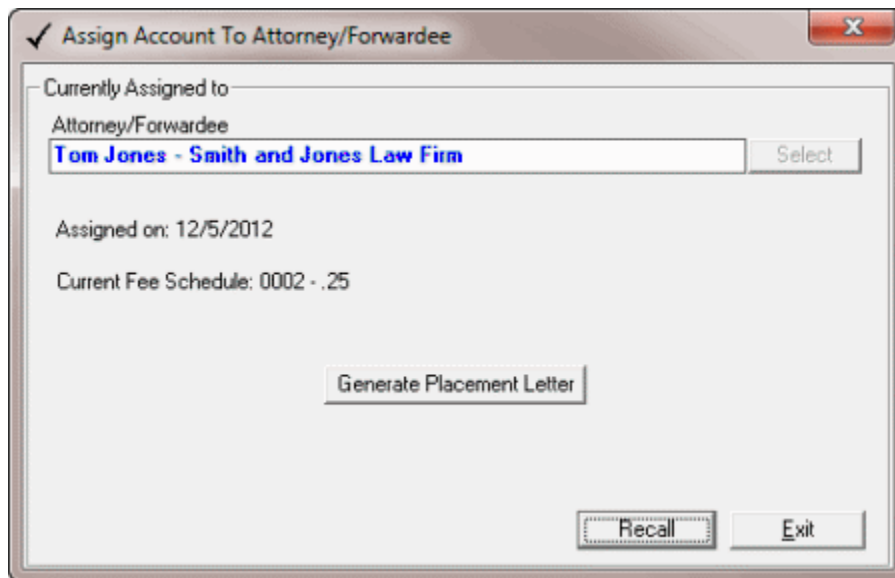 Assign Account To Attorney/Forwardee
Currently Assigned to
Attorney/Forwardee
Tom Jones - Smith and Jones Law Firm
Select
Assigned on: 12/5/2012
Current Fee Schedule: 0002 - .25
Generate Placement Letter
Recall
Exit